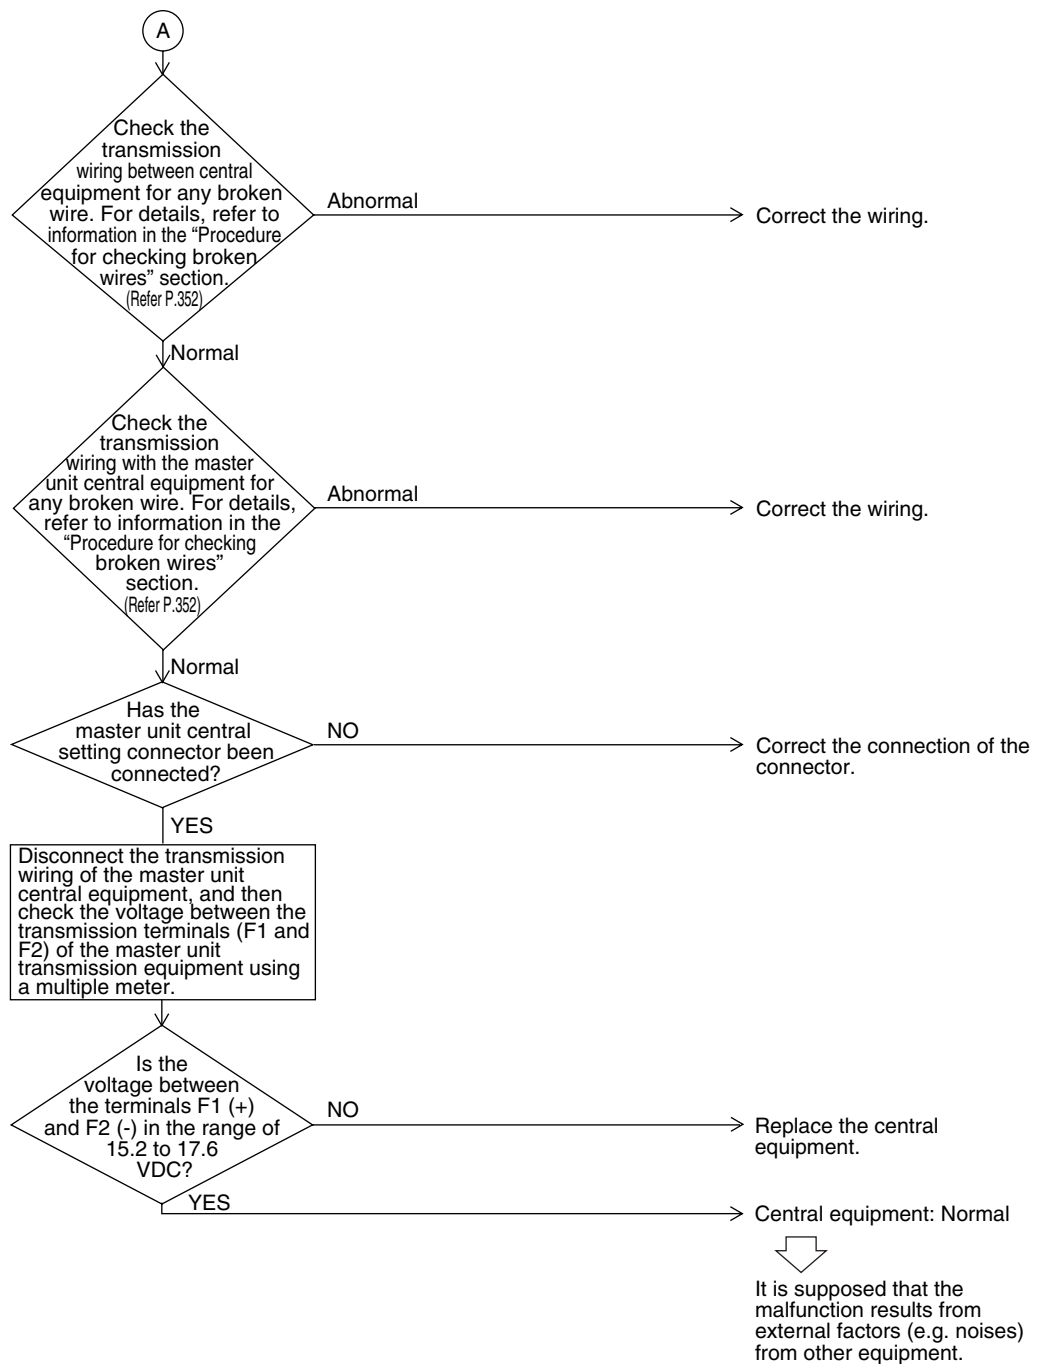 A
Check the
transmission
wiring between central
equipment for any broken
wire. For details, refer to
information in the “Procedure
for checking broken
wires” section.
(Refer P.352)
Abnormal
Correct the wiring.
Normal
Check the
transmission
wiring with the master
unit central equipment for
any broken wire. For details,
refer to information in the
“Procedure for checking
broken wires”
section.
(Refer P.352)
Abnormal
Correct the wiring.
Normal
Has the
master unit central
setting connector been
connected?
NO
Correct the connection of the
connector.
YES
Disconnect the transmission
wiring of the master unit
central equipment, and then
check the voltage between the
transmission terminals (F1 and
F2) of the master unit
transmission equipment using
a multiple meter.
Is the
voltage between
the terminals F1 (+)
and F2 (-) in the range of
15.2 to 17.6
VDC?
NO
Replace the central
equipment.
YES
Central equipment: Normal
It is supposed that the
malfunction results from
external factors (e.g. noises)
from other equipment.